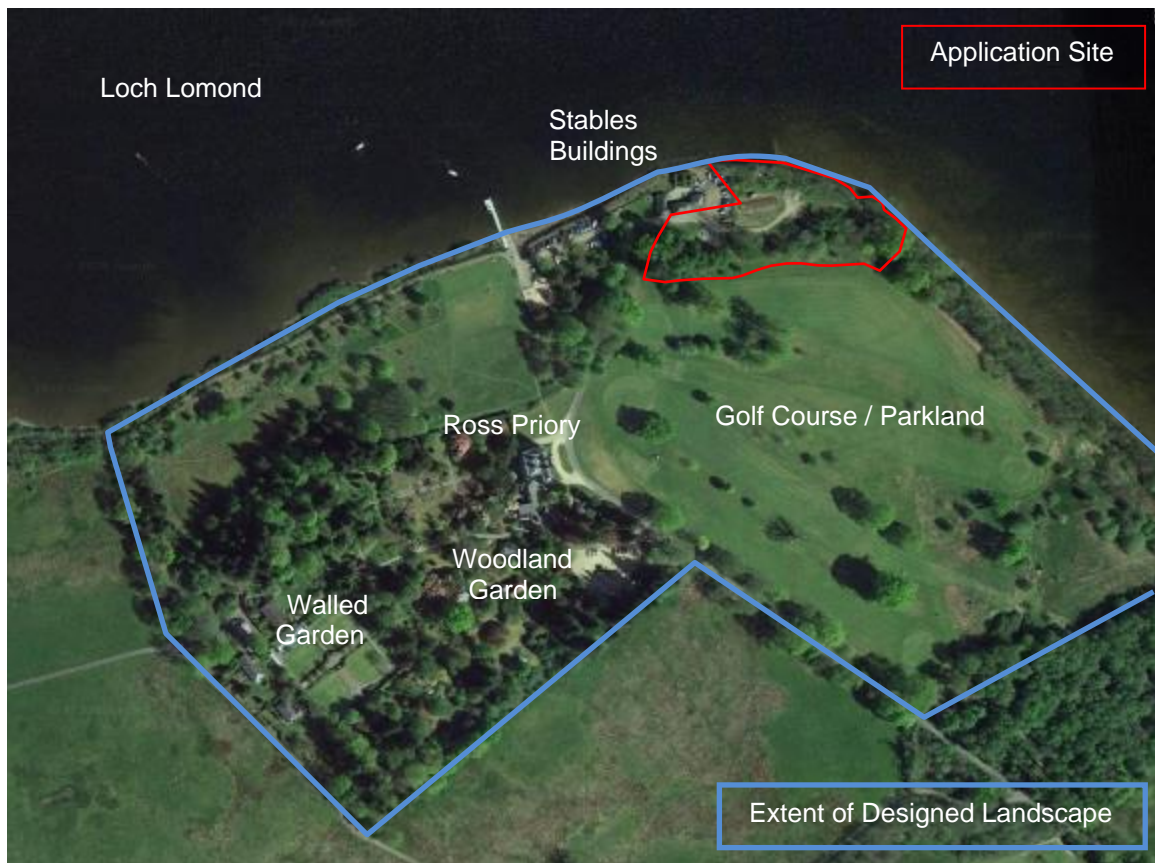 Application Site
Loch Lomond
Stables
Buildings
Ross Priory
Golf Course / Parkland
Woodland
Garden
Walled
Garden
Extent of Designed Landscape